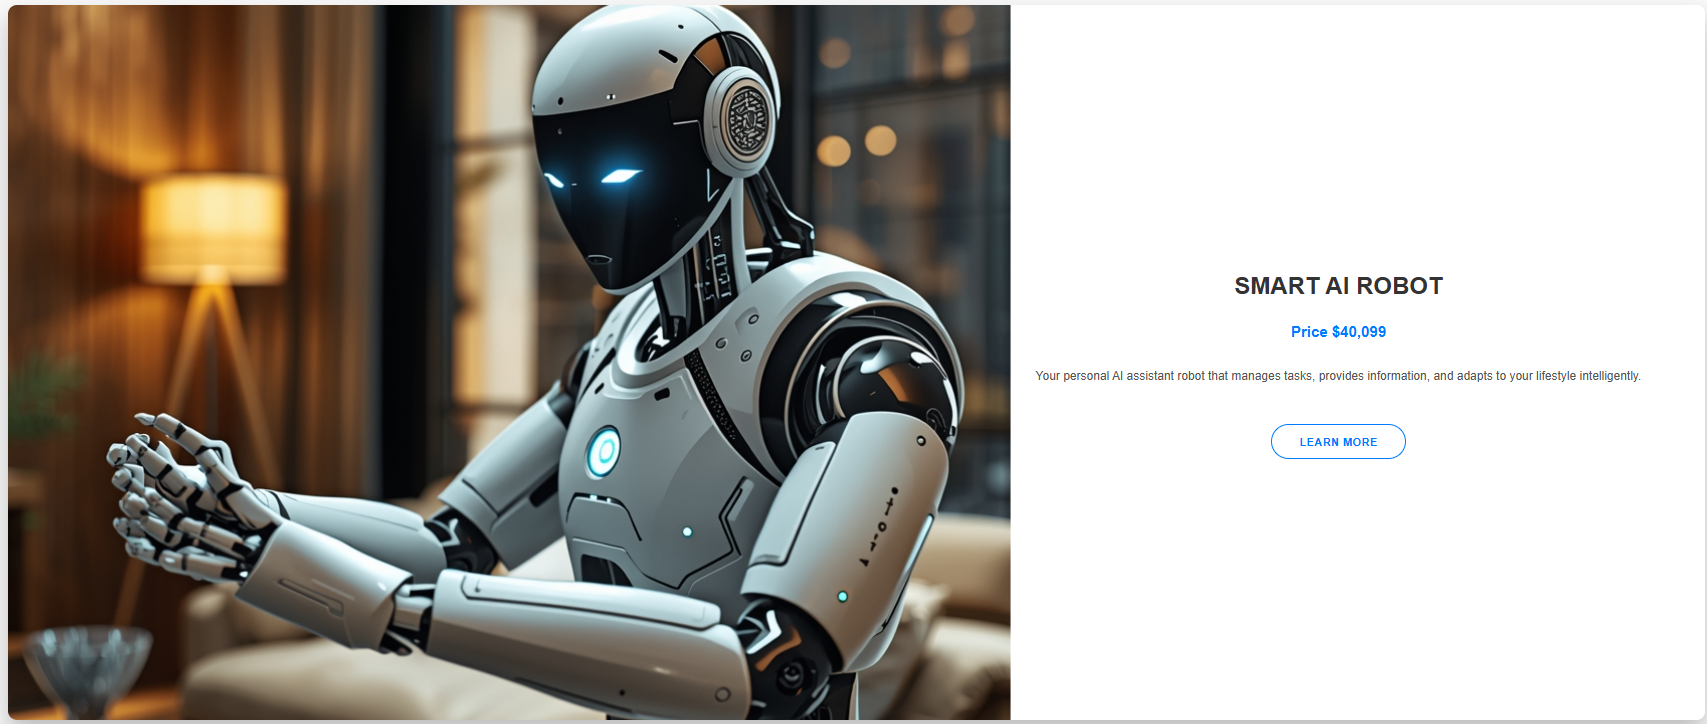 SMART AI ROBOT
Price $40,099
Your personal AI assistant robot that manages tasks, provides information, and adapts to your lifestyle intelligently.
LEARN MORE